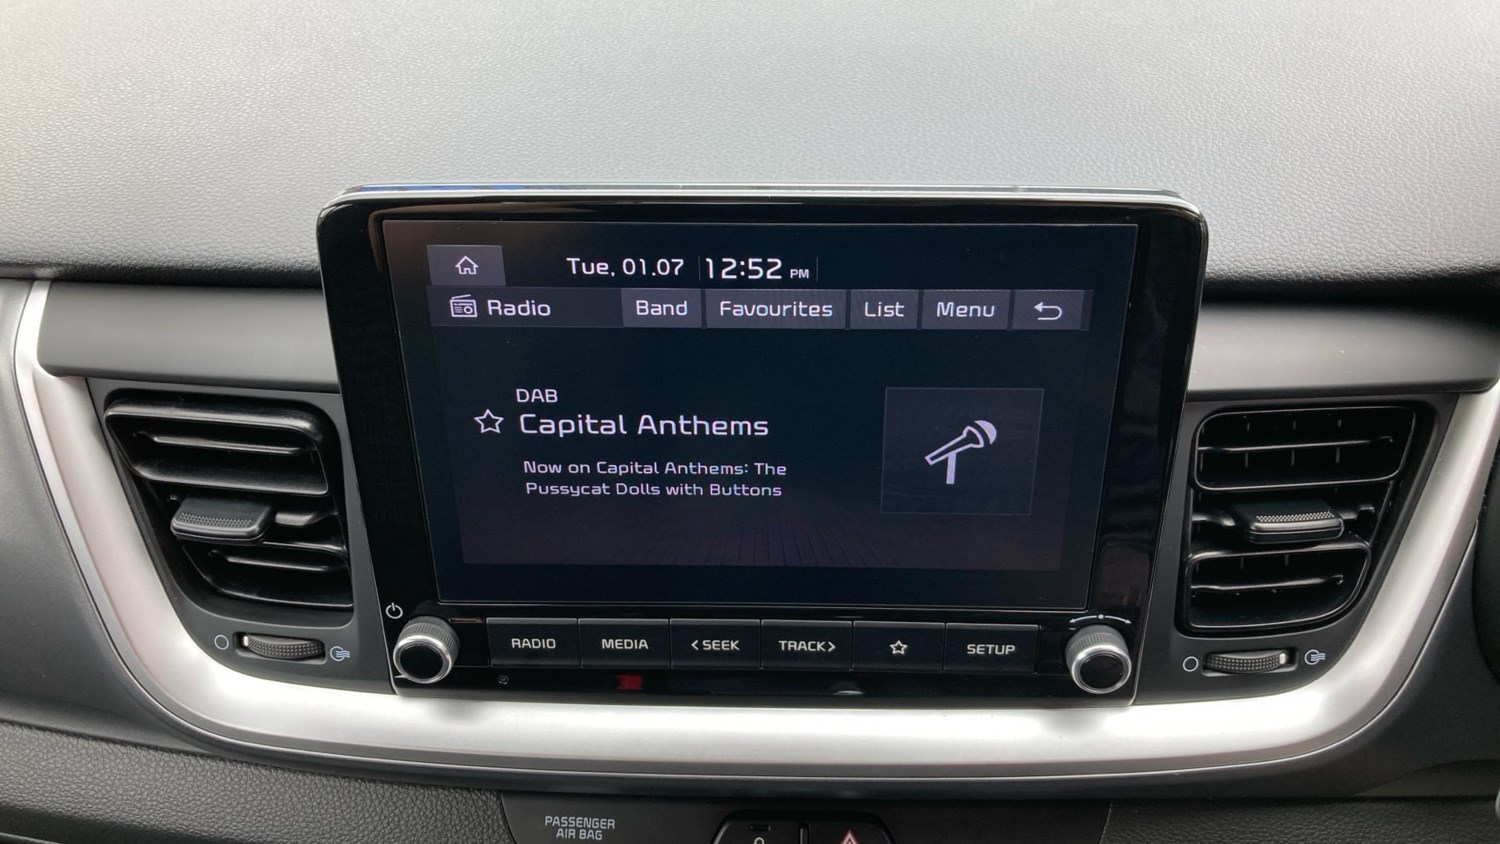 Tue, 01.07 12:52 PM
Radio Band Favourites List Menu
DAB
Capital Anthems
Now on Capital Anthems: The
Pussycat Dolls with Buttons
RADIO MEDIA < SEEK TRACK > SETUP
PASSENGER
AIR BAG